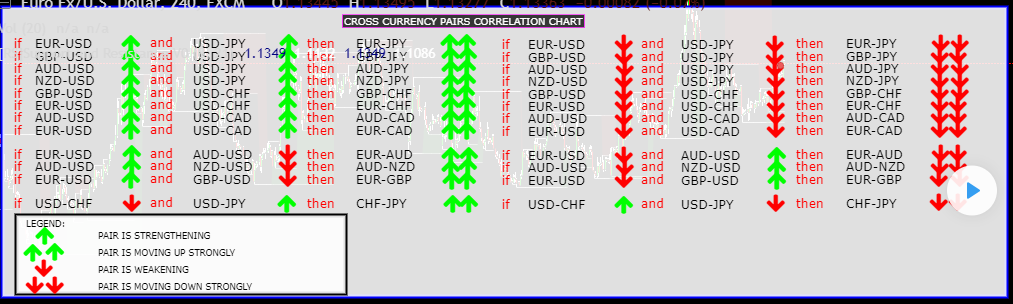 Euro Fx/U.S. Dollar, 240, FXCM O1.13445 H1.13495 L1.13277 C1.13363 -0.00082
CROSS CURRENCY PAIRS CORRELATION CHART
Vol (20) n/a n/a
if EUR-USD and USD-JPY then EUR-JPY if EUR-USD and USD-JPY then EUR-JPY
if GBP-USD and USD-JPY then GBP-JPY if GBP-USD and USD-JPY then GBP-JPY
1.1349 1.1349 1086
if AUD-USD and USD-JPY then AUD-JPY if AUD-USD and USD-JPY then AUD-JPY
if NZD-USD and USD-JPY then NZD-JPY if NZD-USD and USD-JPY then NZD-JPY
if GBP-USD and USD-CHF then GBP-CHF if GBP-USD and USD-CHF then GBP-CHF
if EUR-USD and USD-CHF then EUR-CHF if EUR-USD and USD-CHF then EUR-CHF
if AUD-USD and USD-CAD then AUD-CAD if AUD-USD and USD-CAD then AUD-CAD
if EUR-USD and USD-CAD then EUR-CAD if EUR-USD and USD-CAD then EUR-CAD
if EUR-USD and AUD-USD then EUR-AUD if EUR-USD and AUD-USD then EUR-AUD
if AUD-USD and NZD-USD then AUD-NZD if AUD-USD and NZD-USD then AUD-NZD
if EUR-USD and GBP-USD then EUR-GBP if EUR-USD and GBP-USD then EUR-GBP
if USD-CHF and USD-JPY then CHF-JPY if USD-CHF and USD-JPY then CHF-JPY
LEGEND:
PAIR IS STRENGTHENING
PAIR IS MOVING UP STRONGLY
PAIR IS WEAKENING
PAIR IS MOVING DOWN STRONGLY